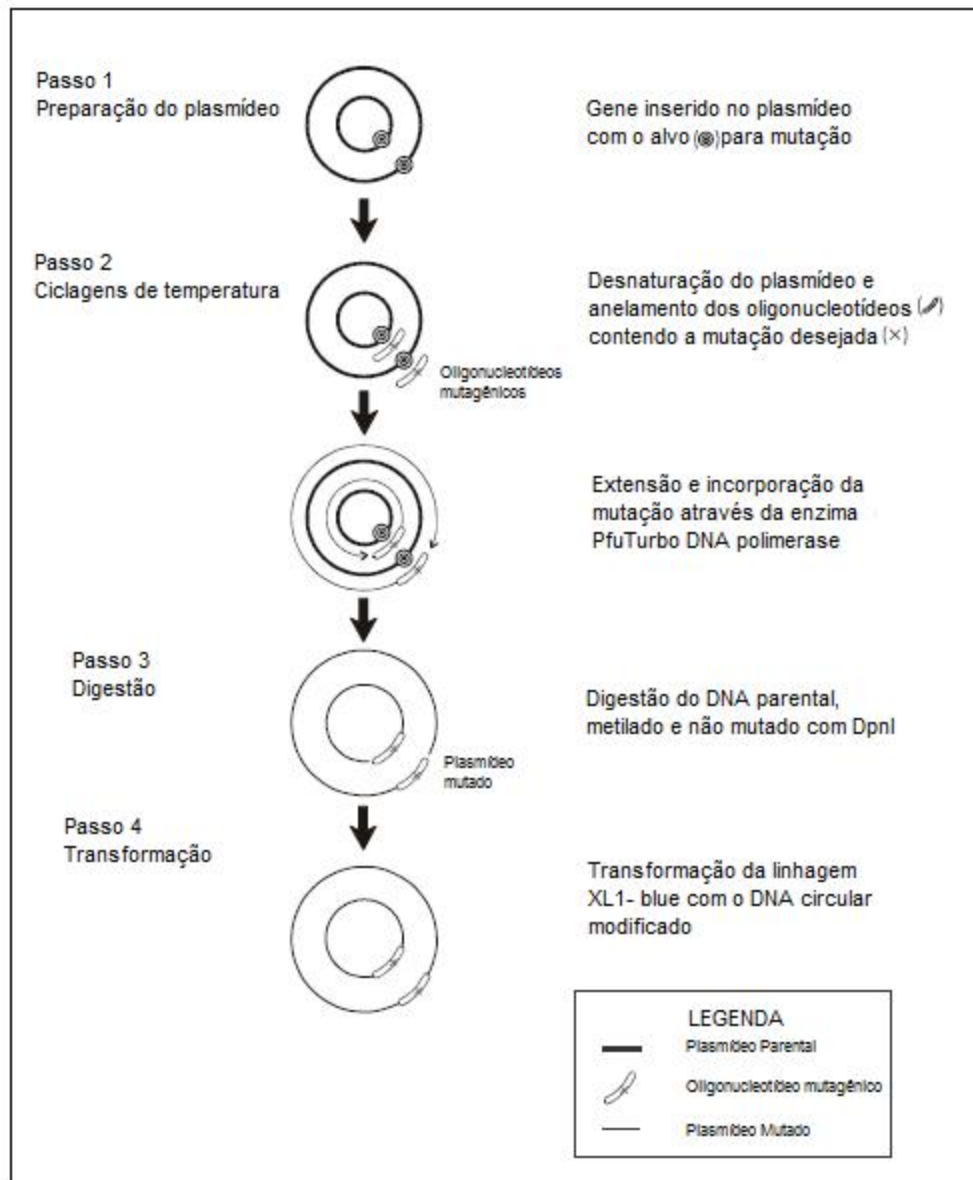 Passo 1
Preparação do plasmídeo
Gene inserido no plasmídeo
com o alvo () para mutação
Passo 2
Ciclagens de temperatura
Desnaturação do plasmídeo e
anelamento dos oligonucleotídeos ()
contendo a mutação desejada (×)
Oligonucleotídeos
mutagênicos
Extensão e incorporação da
mutação através da enzima
PfuTurbo DNA polimerase
Passo 3
Digestão
Digestão do DNA parental,
metilado e não mutado com DpnI
Plasmídeo
mutado
Passo 4
Transformação
Transformação da linhagem
XL1- blue com o DNA circular
modificado
LEGENDA
Plasmídeo Parental
Oligonucleotídeo mutagênico
Plasmídeo Mutado